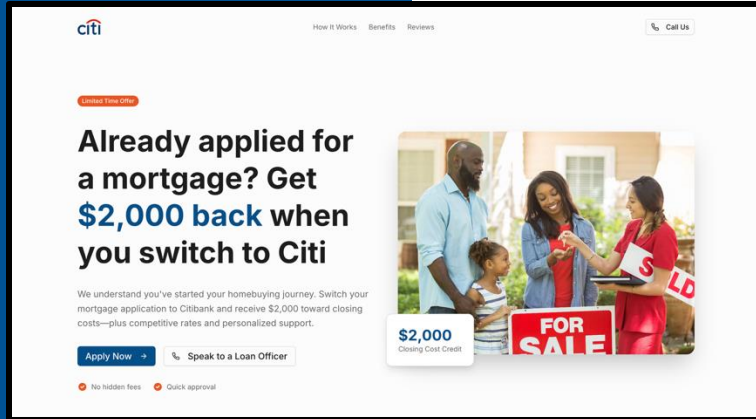 citi
How It Works Benefits Reviews
Call Us
Limited Time Offer
Already applied for
a mortgage? Get
$2,000 back when
you switch to Citi
We understand you've started your homebuying journey. Switch your
mortgage application to Citibank and receive $2,000 toward closing
costs—plus competitive rates and personalized support.
Apply Now →
Speak to a Loan Officer
No hidden fees Quick approval
S LD
FOR
SALE
$2,000
Closing Cost Credit